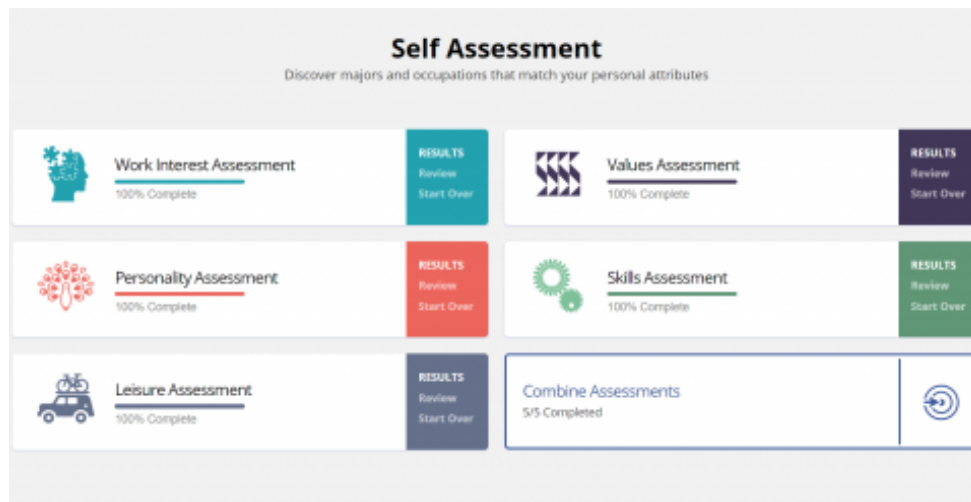 Self Assessment
Discover majors and occupations that match your personal attributes
Work Interest Assessment
100% Complete
RESULTS
Review
Start Over
Values Assessment
100% Complete
RESULTS
Review
Start Over
Personality Assessment
100% Complete
RESULTS
Review
Start Over
Skills Assessment
100% Complete
RESULTS
Review
Start Over
Leisure Assessment
100% Complete
RESULTS
Review
Start Over
Combine Assessments
5/5 Completed